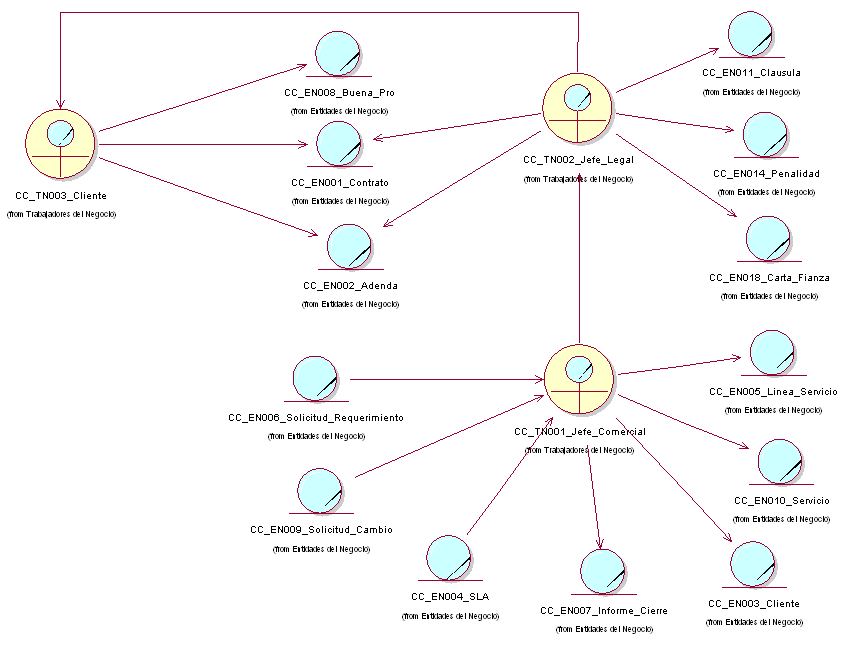 CC_EN011_Clausula
(from Entidades del Negocio)
CC_EN008_Buena_Pro
(from Entidades del Negocio)
CC_TN002_Jefe_Legal
(from Trabajadores del Negocio)
CC_EN014_Penalidad
(from Entidades del Negocio)
CC_TN003_Cliente
(from Trabajadores del Negocio)
CC_EN001_Contrato
(from Entidades del Negocio)
CC_EN018_Carta_Fianza
(from Entidades del Negocio)
CC_EN002_Adenda
(from Entidades del Negocio)
CC_EN005_Linea_Servicio
(from Entidades del Negocio)
CC_EN006_Solicitud_Requerimiento
(from Entidades del Negocio)
CC_TN001_Jefe_Comercial
(from Trabajadores del Negocio)
CC_EN010_Servicio
(from Entidades del Negocio)
CC_EN009_Solicitud_Cambio
(from Entidades del Negocio)
CC_EN004_SLA
(from Entidades del Negocio)
CC_EN007_Informe_Cierre
(from Entidades del Negocio)
CC_EN003_Cliente
(from Entidades del Negocio)